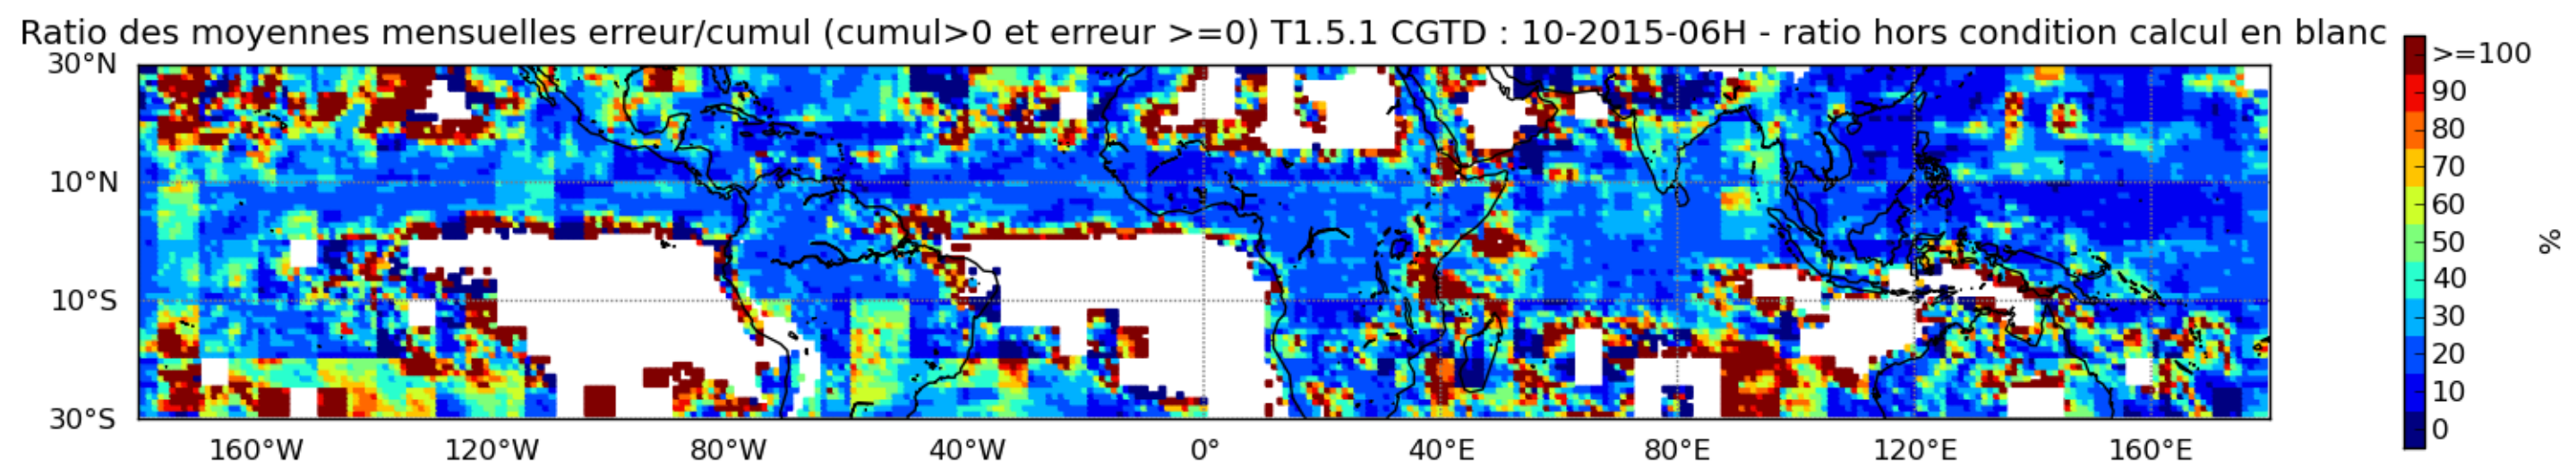 Ratio des moyennes mensuelles erreur/cumul (cumul>0 et erreur >=0) T1.5.1 CGTD : 10-2015-06H - ratio hors condition calcul en blanc
30°N
10°N
10°S
30°S
160°W 120°W 80°W 40°W 0° 40°E 80°E 120°E 160°E
>=100
90
80
70
60
50
40
30
20
10
0
%